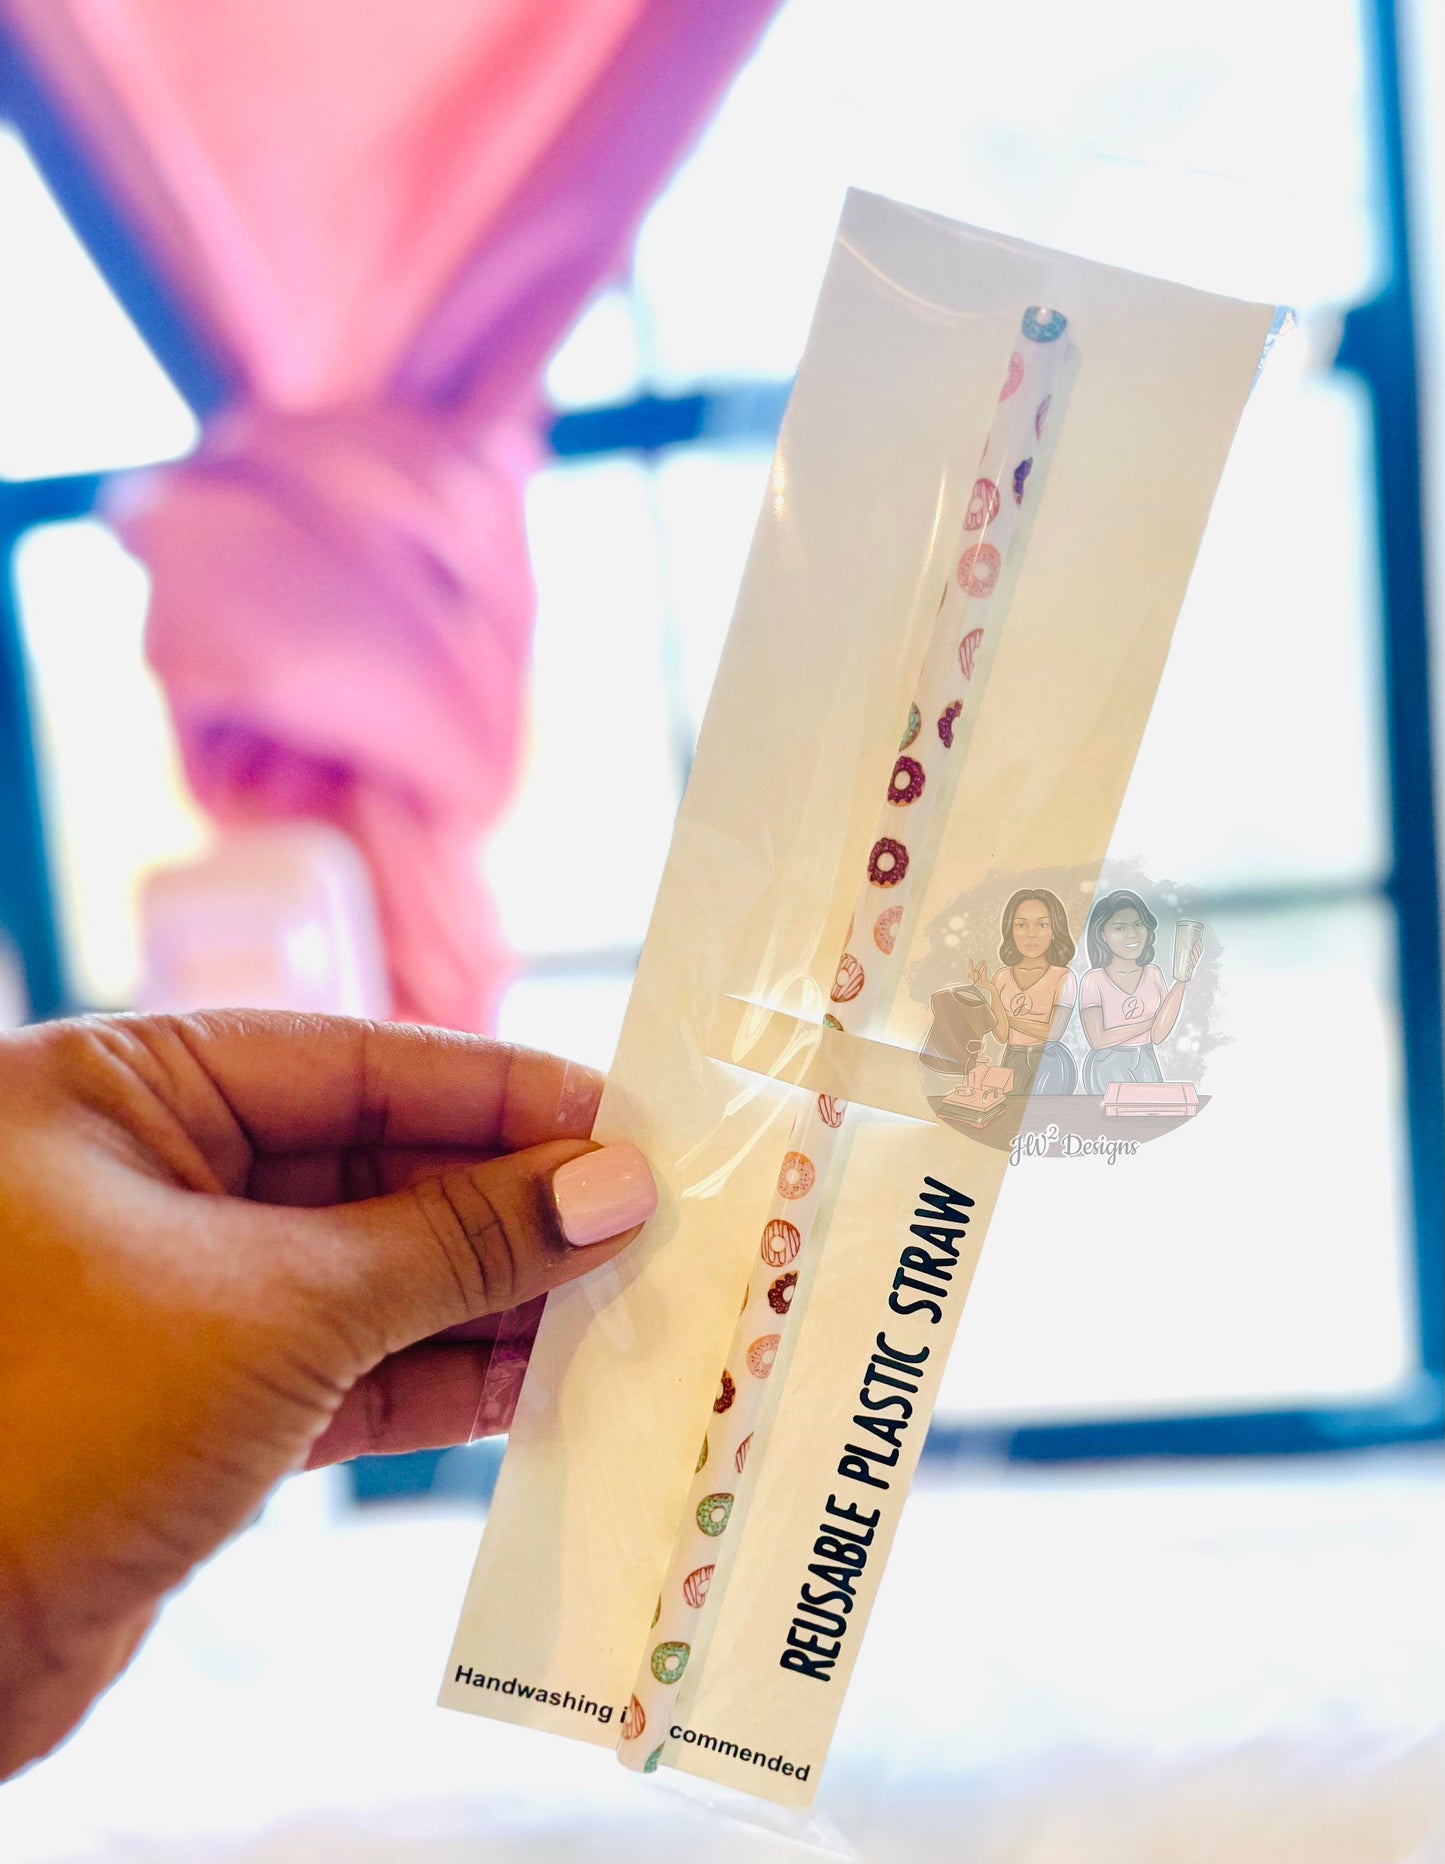 JW² Designs
REUSABLE PLASTIC STRAW
Handwashing i commended